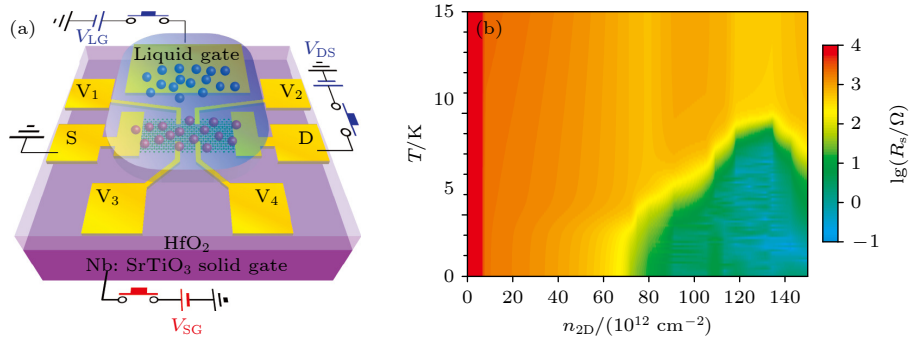 (a)
V_LG
Liquid gate
V_DS
V_1
V_2
S
D
V_3
V_4
HfO_2
Nb: SrTiO_3 solid gate
V_SG
(b)
15
10
5
0
T/K
0 20 40 60 80 100 120 140
n_2D/(10^12 cm^−2)
4
3
2
1
0
−1
lg(R_s/Ω)